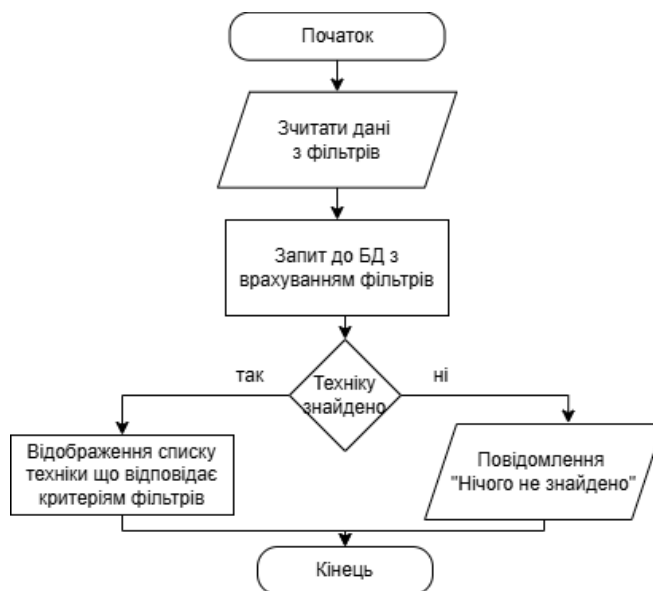 Початок
Зчитати дані
з фільтрів
Запит до БД з
врахуванням фільтрів
так
Техніку
знайдено
ні
Відображення списку
техніки що відповідає
критеріям фільтрів
Повідомлення
"Нічого не знайдено"
Кінець